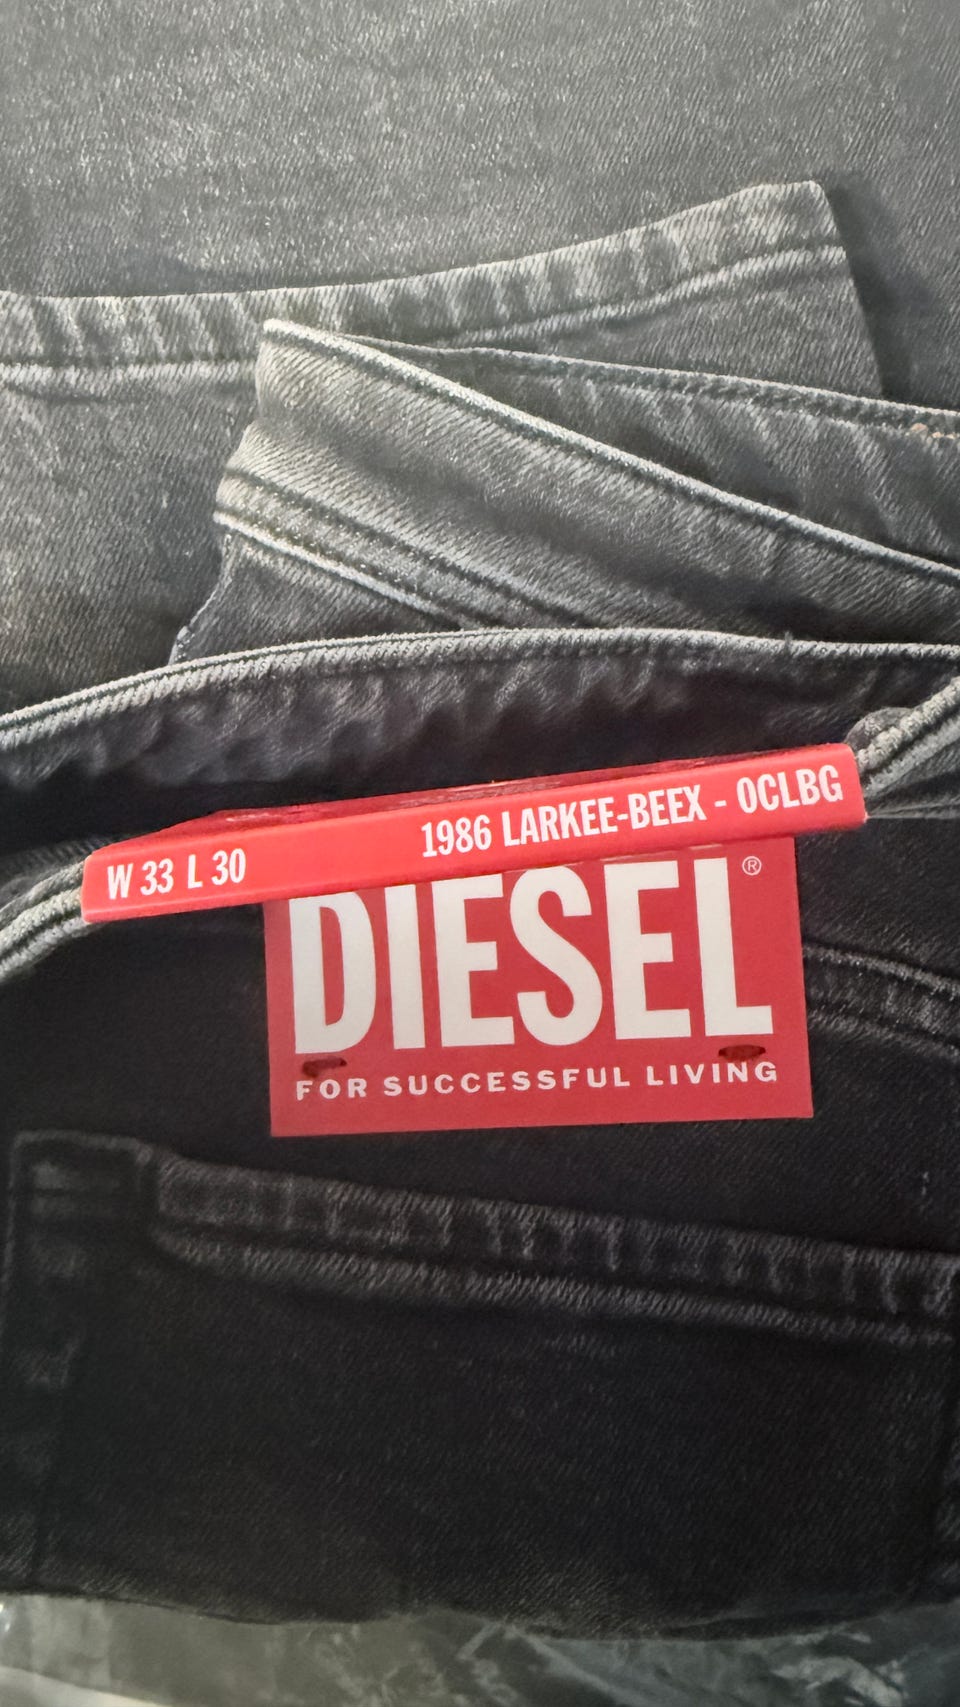 W 33 L 30 1986 LARKEE-BEEX - 0CLBG
DIESEL®
FOR SUCCESSFUL LIVING